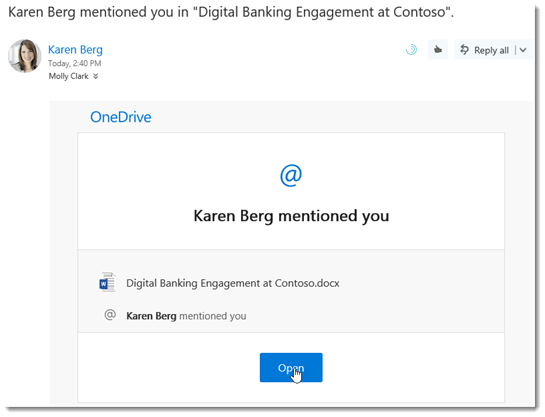 Karen Berg mentioned you in "Digital Banking Engagement at Contoso".
Karen Berg
Today, 2:40 PM
Molly Clark
Reply all
OneDrive
@
Karen Berg mentioned you
Digital Banking Engagement at Contoso.docx
@ Karen Berg mentioned you
Open